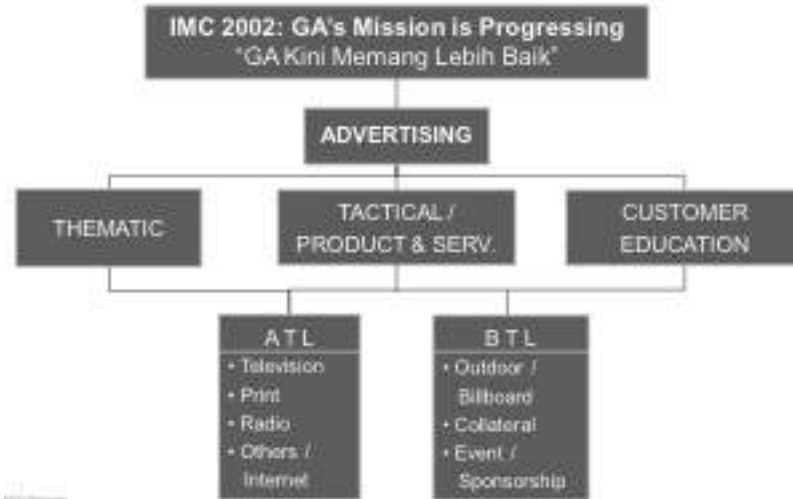 IMC 2002: GA's Mission is Progressing
"GA Kini Memang Lebih Baik"
ADVERTISING
THEMATIC
TACTICAL /
PRODUCT & SERV.
CUSTOMER
EDUCATION
A T L
• Television
• Print
• Radio
• Others /
Internet
B T L
• Outdoor /
Billboard
• Collateral
• Event /
Sponsorship